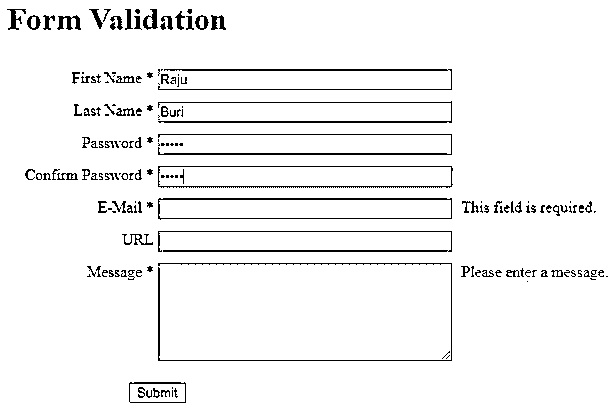 Form Validation
First Name * Raju
Last Name * Buri
Password * •••••
Confirm Password * •••••
E-Mail * This field is required.
URL
Message * Please enter a message.
Submit